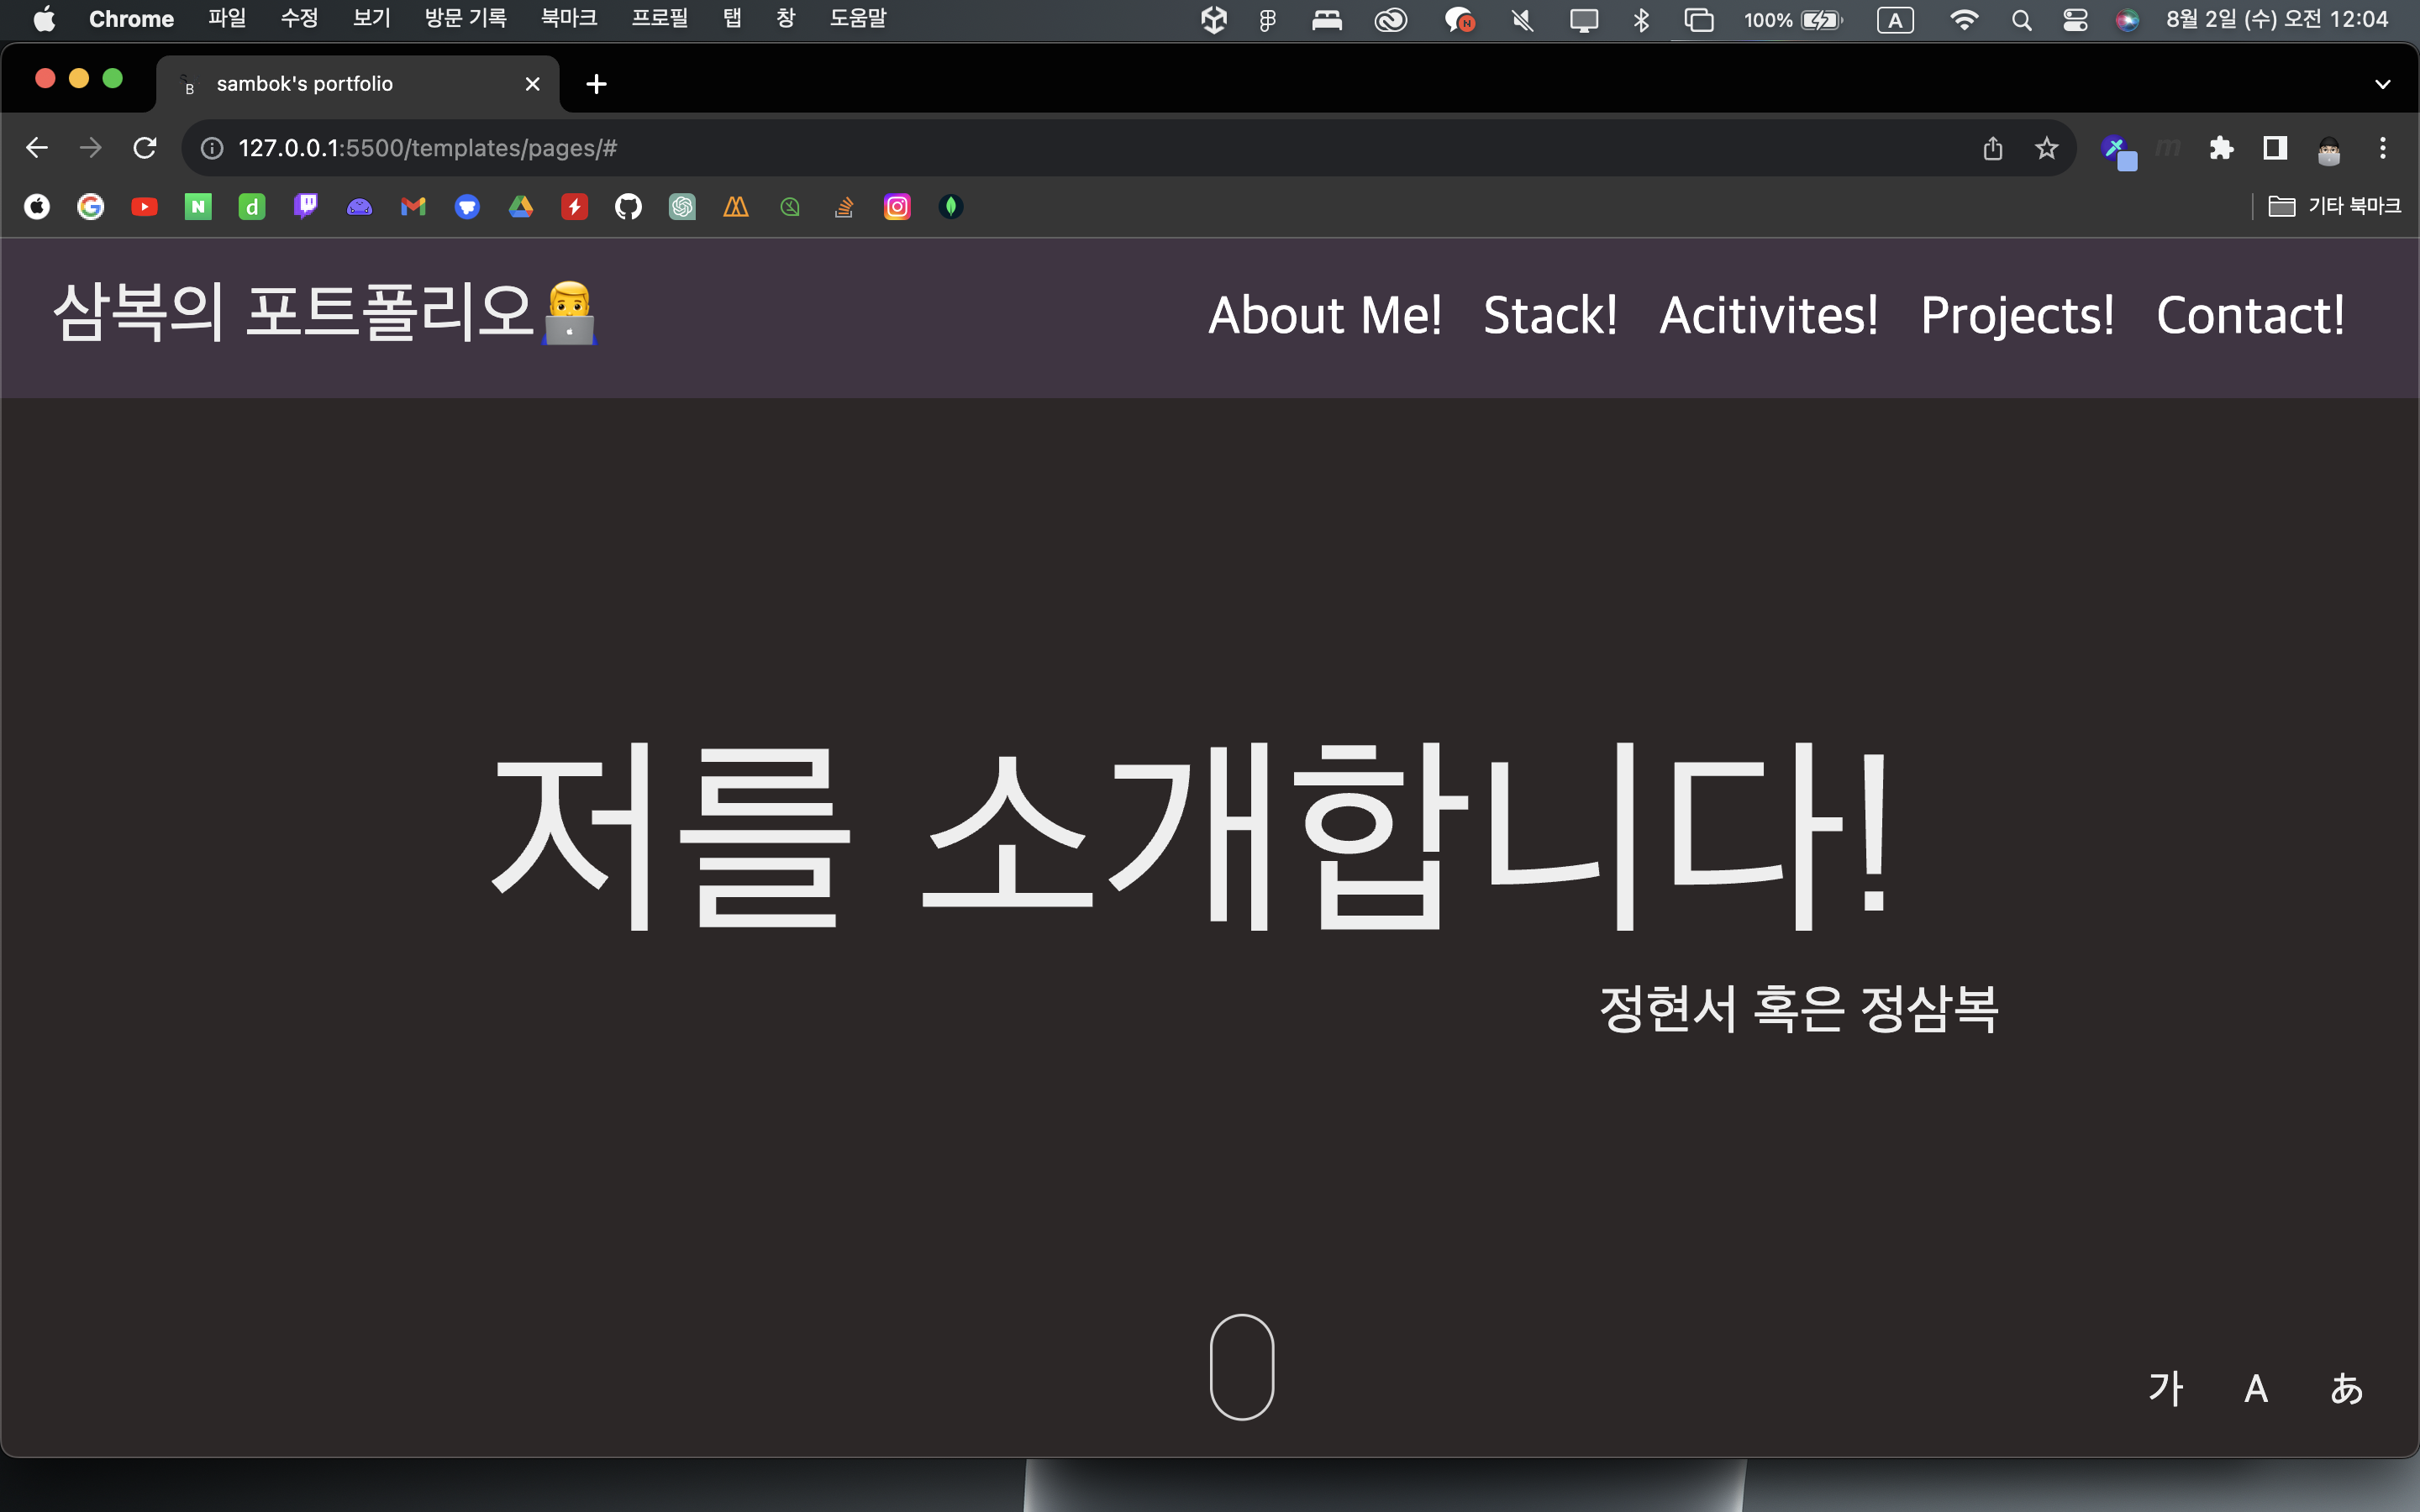 Chrome 파일 수정 보기 방문 기록 북마크 프로필 탭 창 도움말 N 100% A 8월 2일 (수) 오전 12:04
S B sambok's portfolio
127.0.0.1:5500/templates/pages/# m
G N d 기타 북마크
삼복의 포트폴리오 About Me! Stack! Acitivites! Projects! Contact!
저를 소개합니다!
정현서 혹은 정삼복
가 A あ